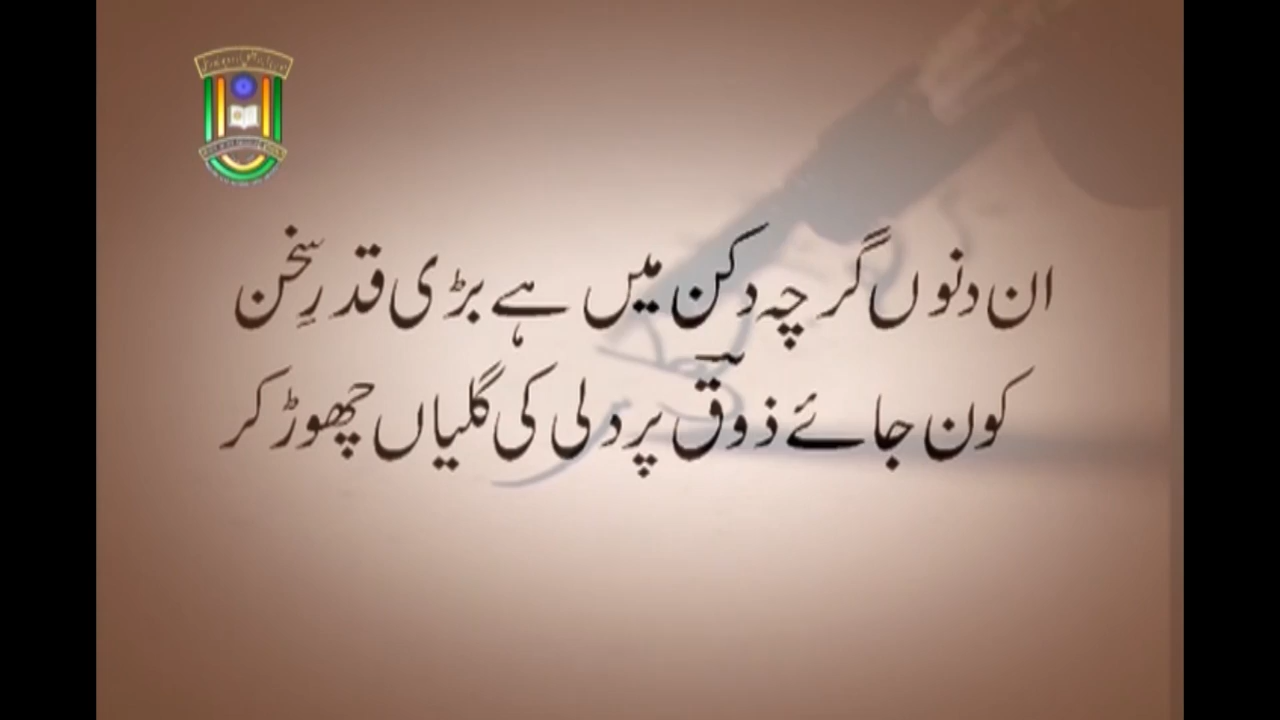 ان دنوں گرچہ دکن میں ہے بڑی قدرِ سخن
کون جائے ذوقؔ پر دلی کی گلیاں چھوڑ کر